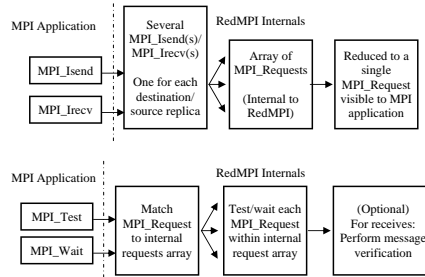 MPI Application
RedMPI Internals
MPI_Isend
MPI_Irecv
Several
MPI_Isend(s)/
MPI_Irecv(s)
One for each
destination/
source replica
Array of
MPI_Requests
(Internal to
RedMPI)
Reduced to a
single
MPI_Request
visible to MPI
application
MPI Application
RedMPI Internals
MPI_Test
MPI_Wait
Match
MPI_Request
to internal
requests array
Test/wait each
MPI_Request
within internal
request array
(Optional)
For receives:
Perform message
verification